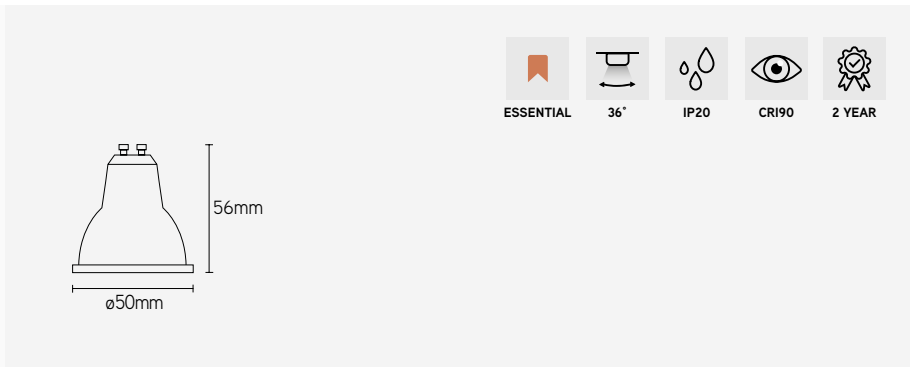 ESSENTIAL
36°
IP20
CRI90
2 YEAR
56mm
ø50mm